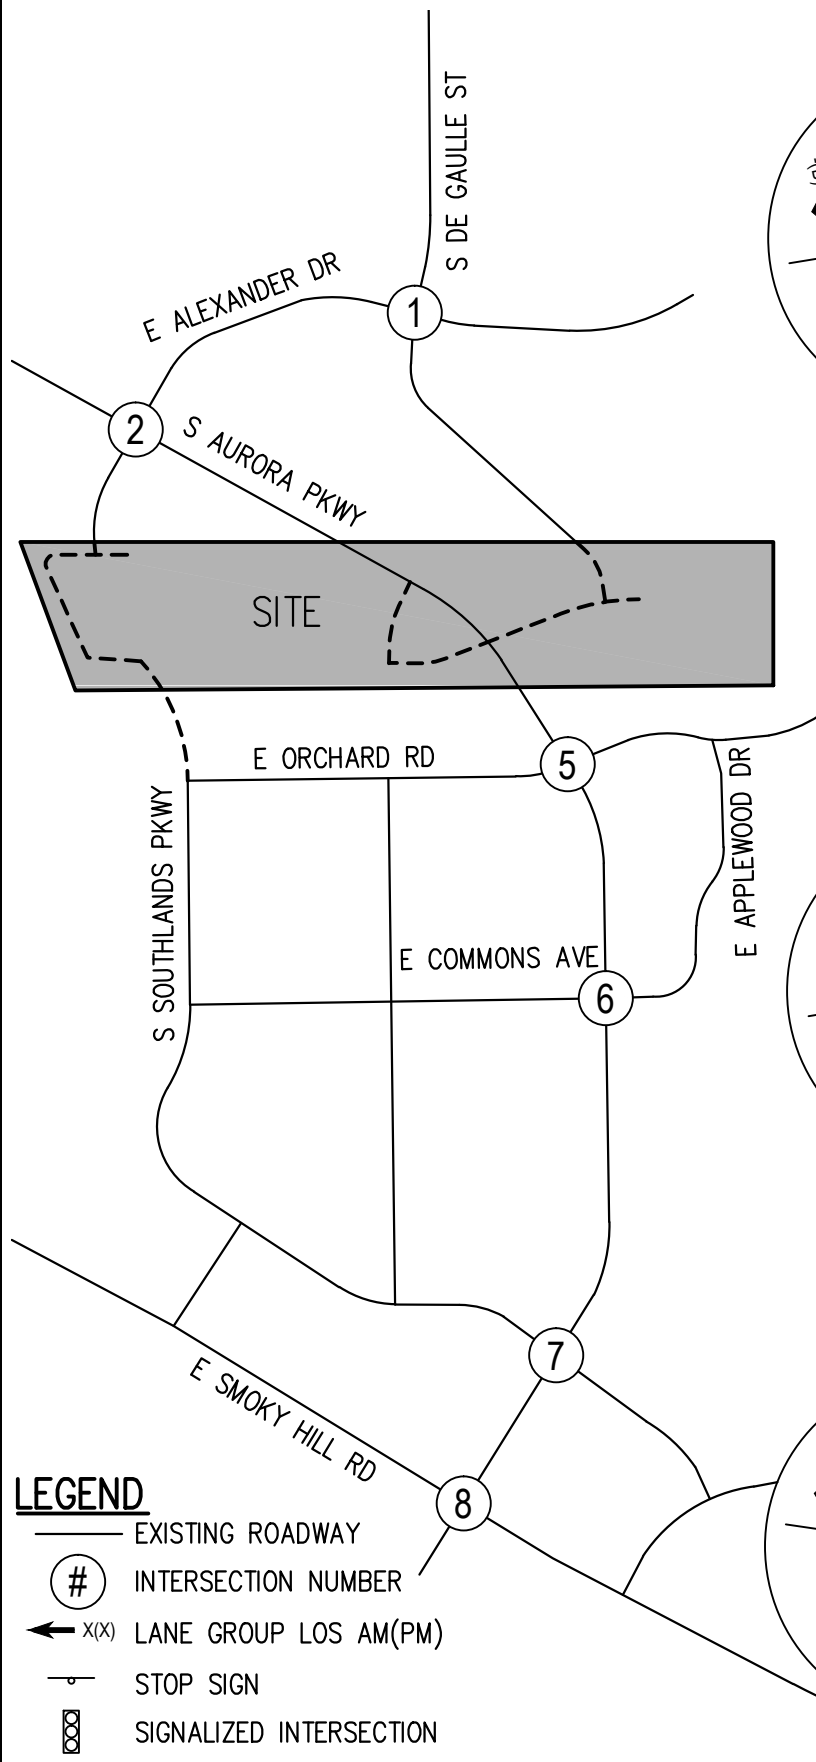 S DE GAULLE ST
E ALEXANDER DR
1
2
S AURORA PKWY
SITE
E ORCHARD RD
5
S SOUTHLANDS PKWY
E APPLEWOOD DR
E COMMONS AVE
6
7
E SMOKY HILL RD
8
LEGEND
EXISTING ROADWAY
# INTERSECTION NUMBER
X(X) LANE GROUP LOS AM(PM)
STOP SIGN
SIGNALIZED INTERSECTION